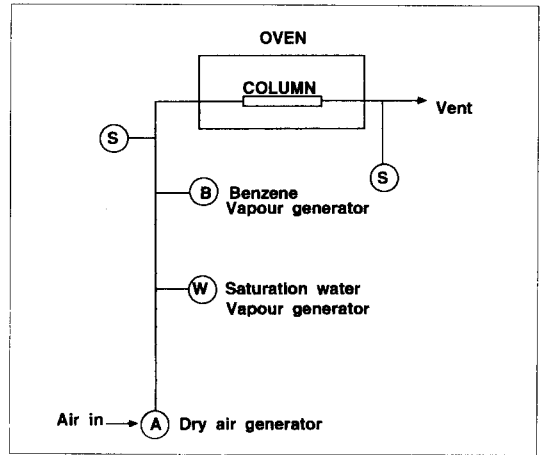 OVEN
COLUMN
Vent
S
S
B Benzene
Vapour generator
W Saturation water
Vapour generator
Air in A Dry air generator